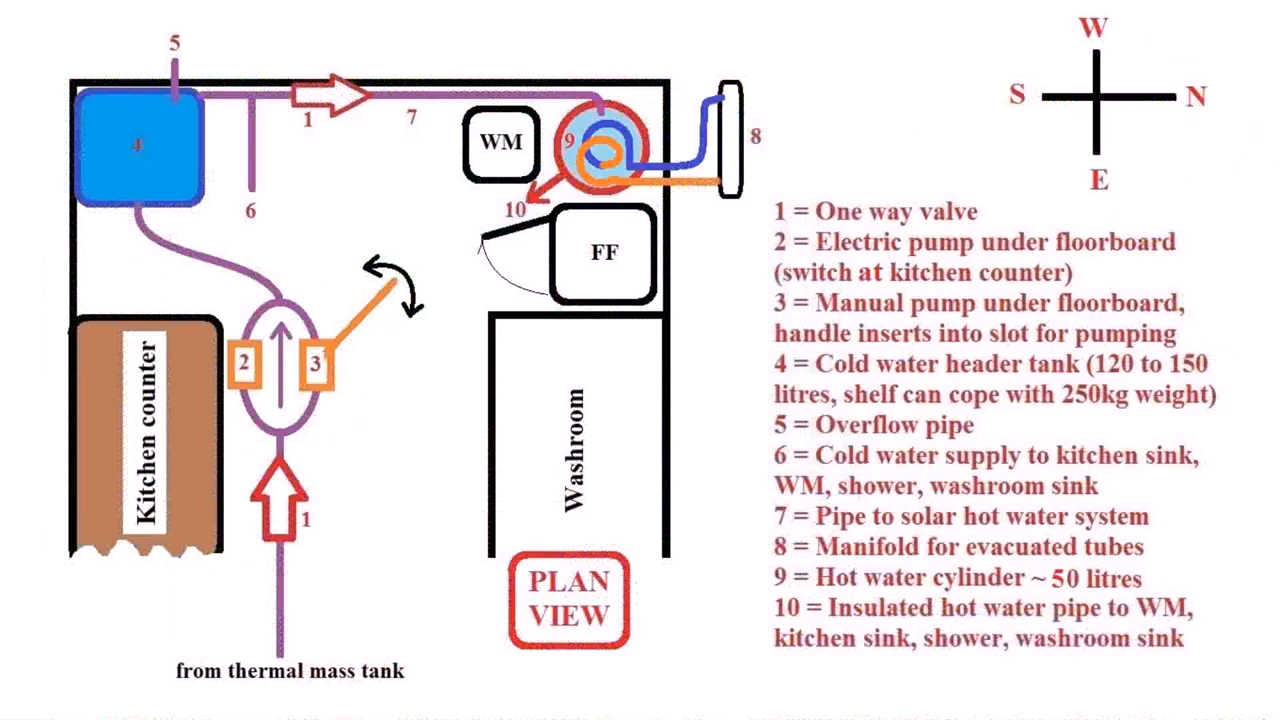 5
W
S
N
E
4
1
7
WM
9
8
6
10
FF
1 = One way valve
2 = Electric pump under floorboard
(switch at kitchen counter)
3 = Manual pump under floorboard,
handle inserts into slot for pumping
4 = Cold water header tank (120 to 150
litres, shelf can cope with 250kg weight)
5 = Overflow pipe
6 = Cold water supply to kitchen sink,
WM, shower, washroom sink
7 = Pipe to solar hot water system
8 = Manifold for evacuated tubes
9 = Hot water cylinder ~ 50 litres
10 = Insulated hot water pipe to WM,
kitchen sink, shower, washroom sink
Kitchen counter
2
3
Washroom
1
PLAN
VIEW
from thermal mass tank